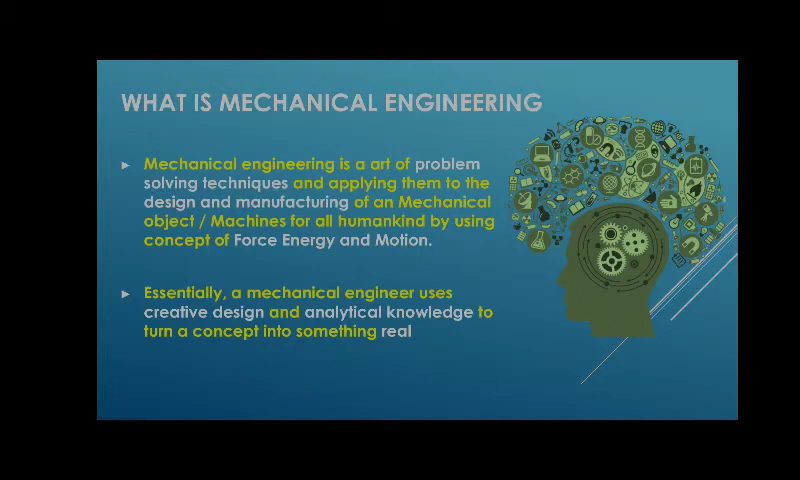 WHAT IS MECHANICAL ENGINEERING
Mechanical engineering is a art of problem
solving techniques and applying them to the
design and manufacturing of an Mechanical
object / Machines for all humankind by using
concept of Force Energy and Motion.
Essentially, a mechanical engineer uses
creative design and analytical knowledge to
turn a concept into something real